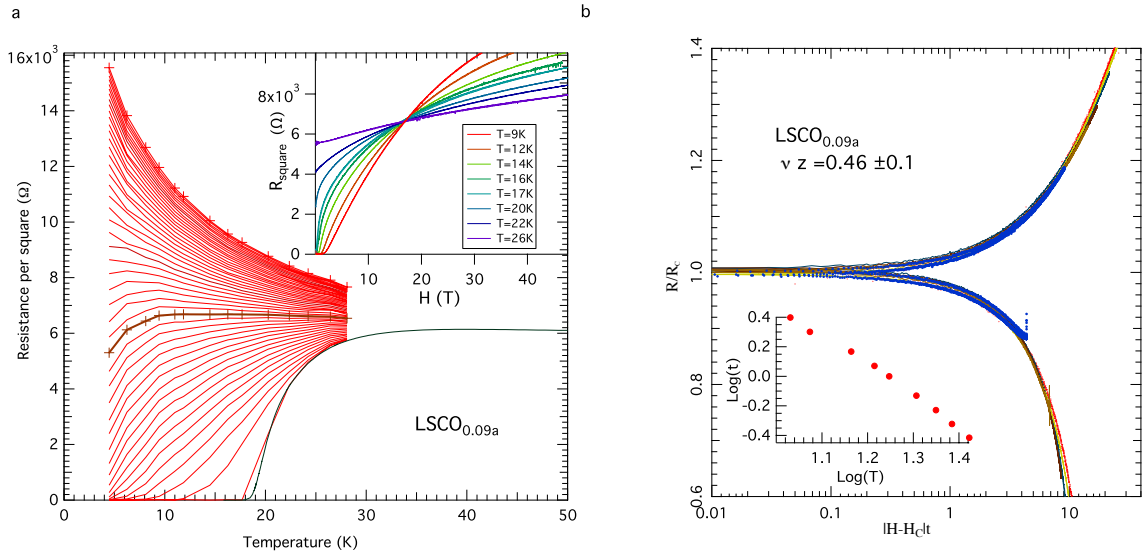 a
16x10³
14
12
10
8
6
4
2
0
Resistance per square (Ω)
0
10
20
30
40
50
Temperature (K)
LSCO0.09a
8x10³
6
4
2
0
Rsquare (Ω)
10
20
30
40
H (T)
T=9K
T=12K
T=14K
T=16K
T=17K
T=20K
T=22K
T=26K
b
1.4
1.2
1.0
0.8
0.6
R/Rc
LSCO0.09a
ν z =0.46 ±0.1
0.4
0.2
0.0
-0.2
-0.4
Log(t)
1.1
1.2
1.3
1.4
Log(T)
0.01
0.1
1
10
|H-HC|t